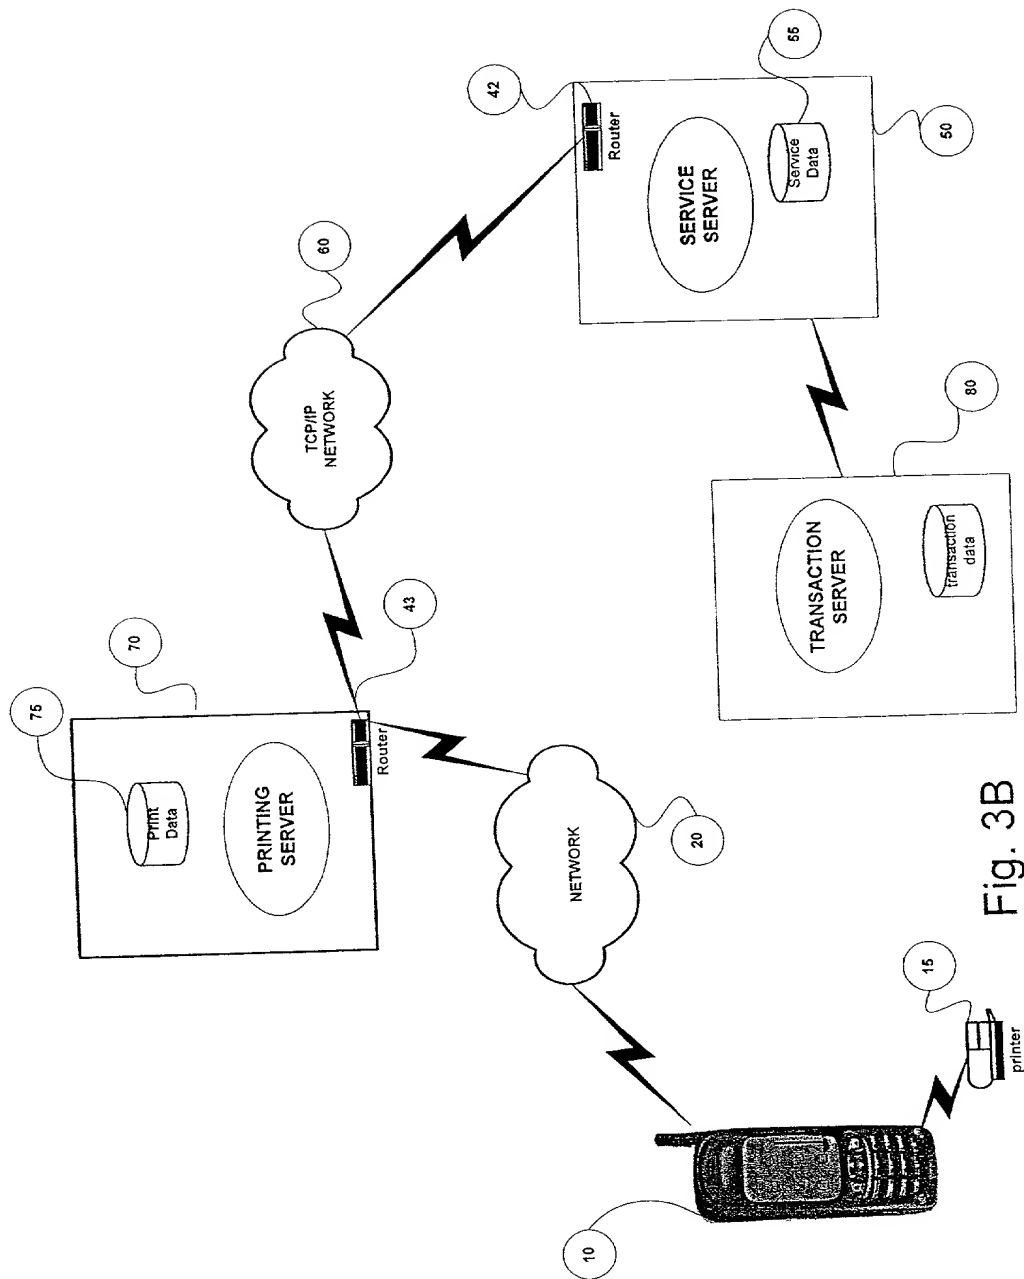 75
70
Print
Data
PRINTING
SERVER
Router
43
TCP/IP
NETWORK
60
42
Router
SERVICE
SERVER
Service
Data
55
50
NETWORK
20
TRANSACTION
SERVER
transaction
data
80
10
15
printer
Fig. 3B